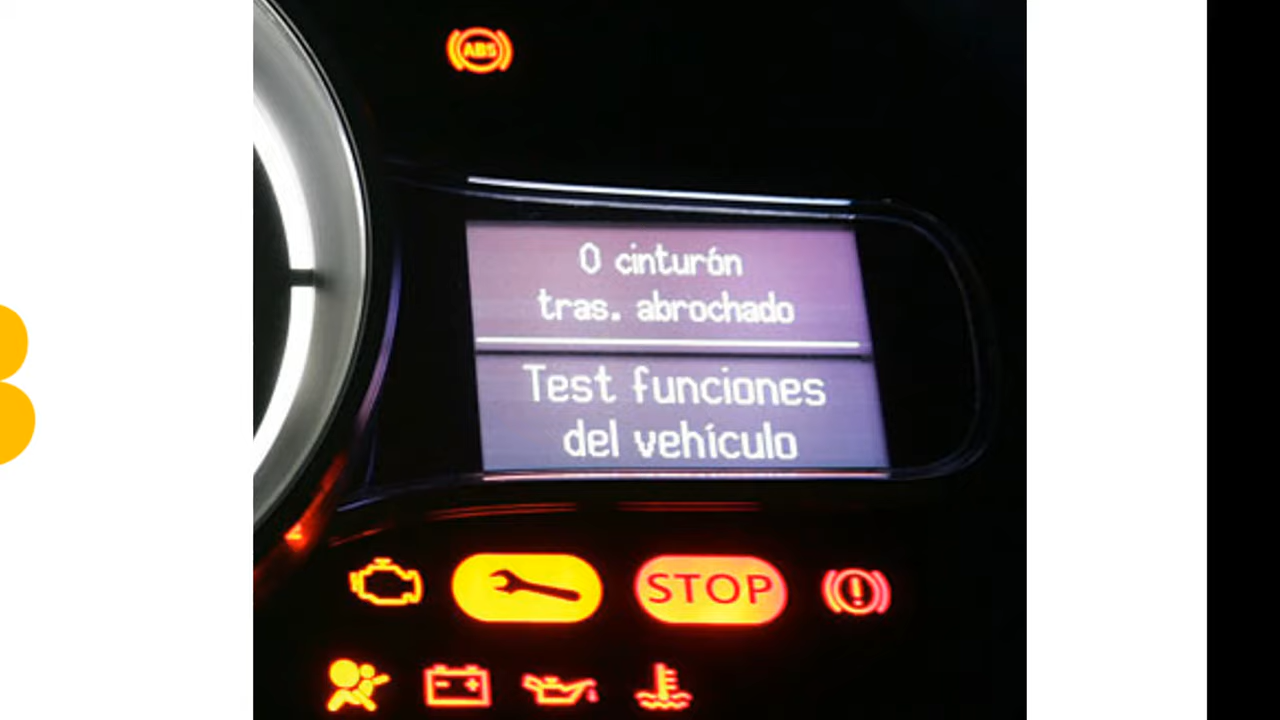 ABS
0 cinturón
tras. abrochado
Test funciones
del vehículo
STOP